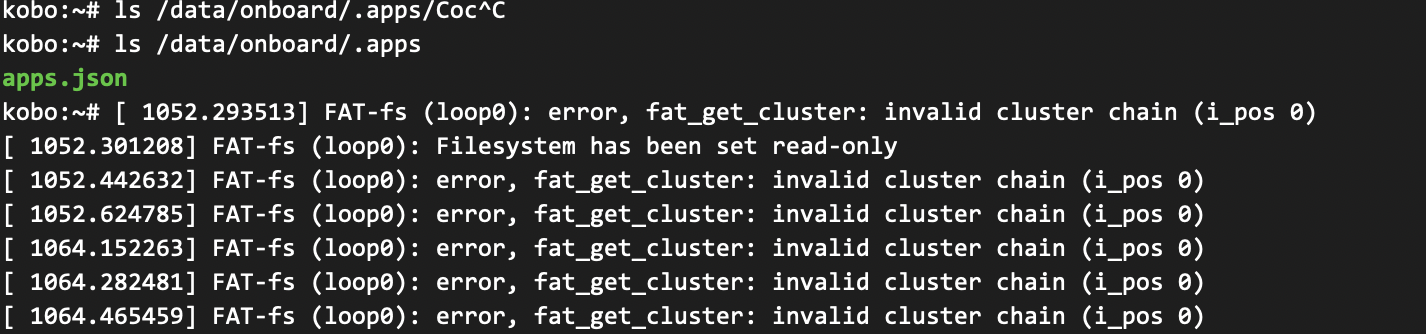 kobo:~# ls /data/onboard/.apps/Coc^C
kobo:~# ls /data/onboard/.apps
apps.json
kobo:~# [ 1052.293513] FAT-fs (loop0): error, fat_get_cluster: invalid cluster chain (i_pos 0)
[ 1052.301208] FAT-fs (loop0): Filesystem has been set read-only
[ 1052.442632] FAT-fs (loop0): error, fat_get_cluster: invalid cluster chain (i_pos 0)
[ 1052.624785] FAT-fs (loop0): error, fat_get_cluster: invalid cluster chain (i_pos 0)
[ 1064.152263] FAT-fs (loop0): error, fat_get_cluster: invalid cluster chain (i_pos 0)
[ 1064.282481] FAT-fs (loop0): error, fat_get_cluster: invalid cluster chain (i_pos 0)
[ 1064.465459] FAT-fs (loop0): error, fat_get_cluster: invalid cluster chain (i_pos 0)